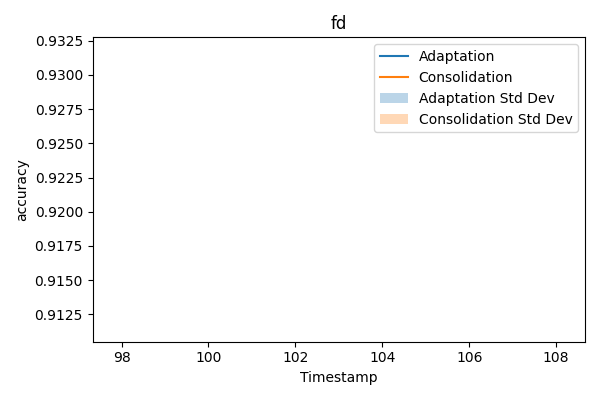 fd
0.9325
0.9300
0.9275
0.9250
0.9225
0.9200
0.9175
0.9150
0.9125
accuracy
Adaptation
Consolidation
Adaptation Std Dev
Consolidation Std Dev
98 100 102 104 106 108
Timestamp